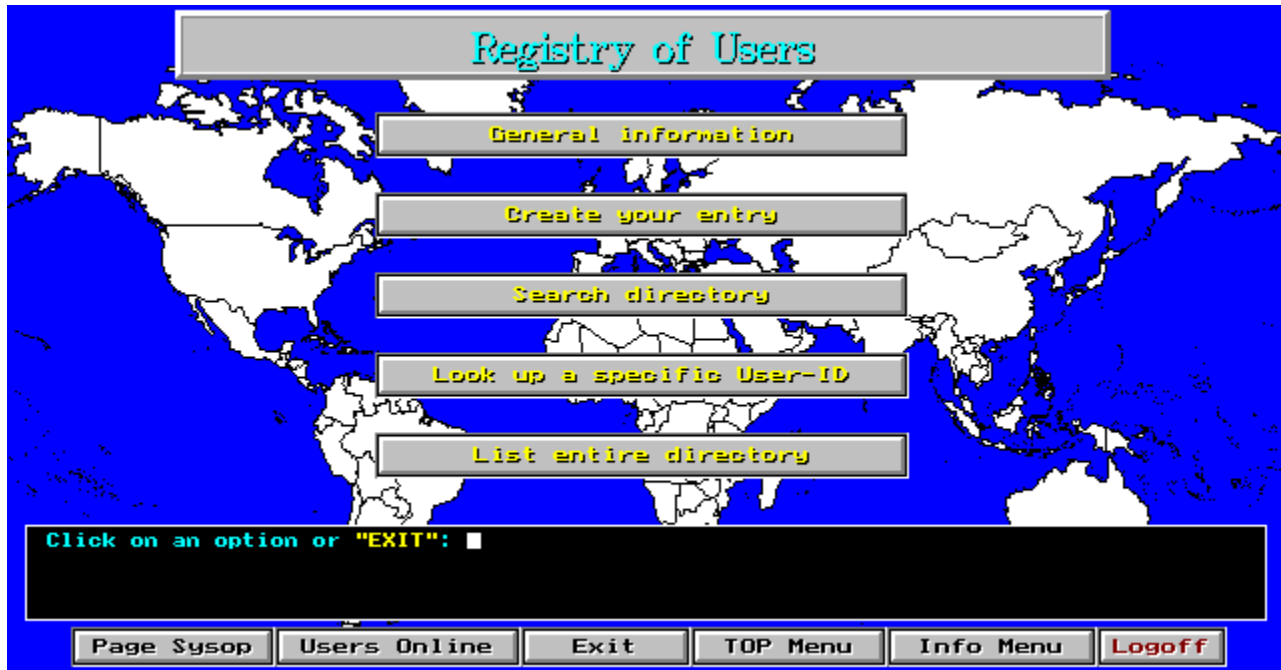 Registry of Users
General information
Create your entry
Search directory
Look up a specific User-ID
List entire directory
Click on an option or "EXIT":
Page Sysop Users Online Exit TOP Menu Info Menu Logoff